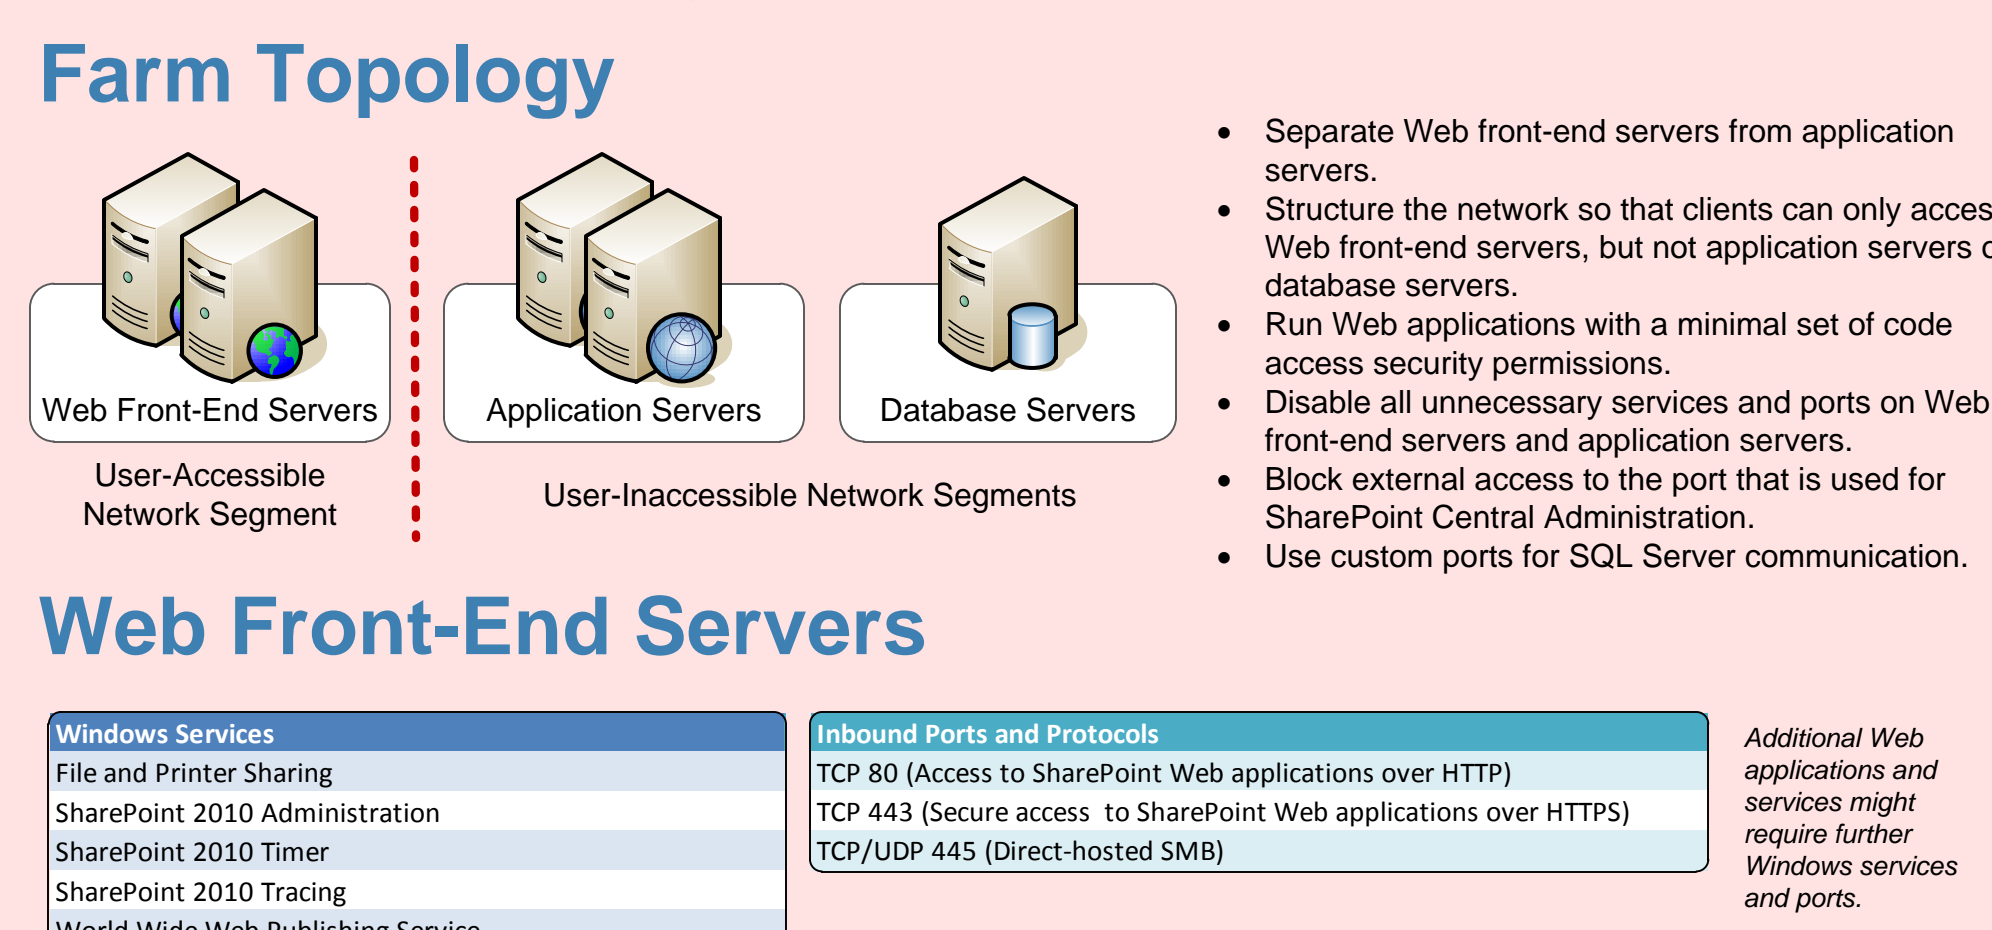 Farm Topology
Web Front-End Servers
Application Servers
Database Servers
User-Accessible
Network Segment
User-Inaccessible Network Segments
• Separate Web front-end servers from application
servers.
• Structure the network so that clients can only
Web front-end servers, but not application servers
database servers.
• Run Web applications with a minimal set of code
access security permissions.
• Disable all unnecessary services and ports on Web
front-end servers and application servers.
• Block external access to the port that is used for
SharePoint Central Administration.
• Use custom ports for SQL Server communication.
Web Front-End Servers
Windows Services
File and Printer Sharing
SharePoint 2010 Administration
SharePoint 2010 Timer
SharePoint 2010 Tracing
World Wide Web Publishing Service
Inbound Ports and Protocols
TCP 80 (Access to SharePoint Web applications over HTTP)
TCP 443 (Secure access  to SharePoint Web applications over HTTPS)
TCP/UDP 445 (Direct-hosted SMB)
Additional Web
applications and
services might
require further
Windows services
and ports.